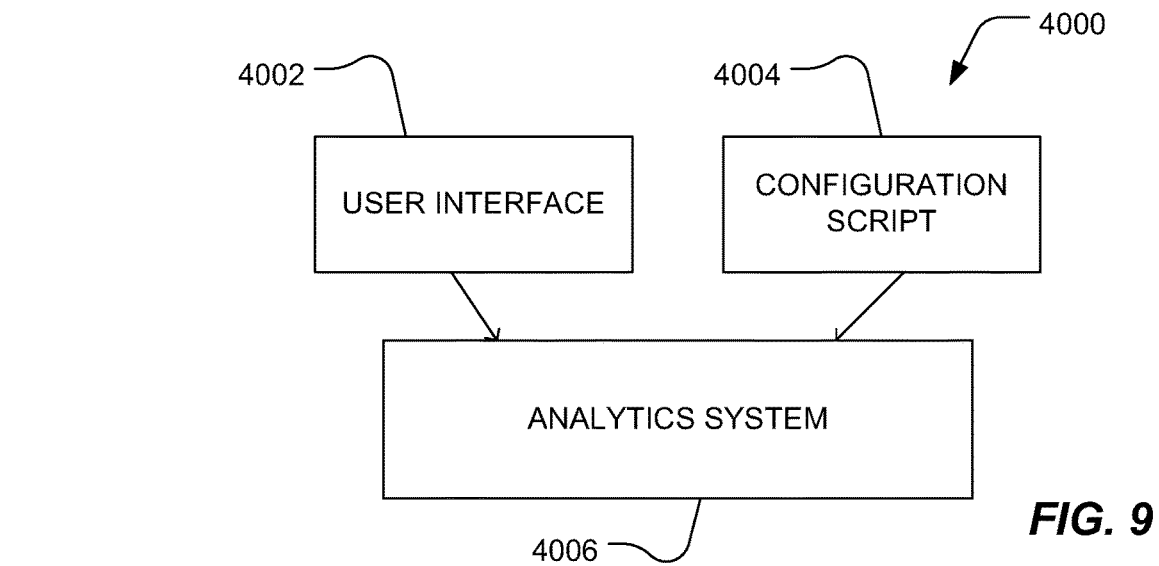 4000
4002
4004
USER INTERFACE
CONFIGURATION
SCRIPT
ANALYTICS SYSTEM
4006
FIG. 9